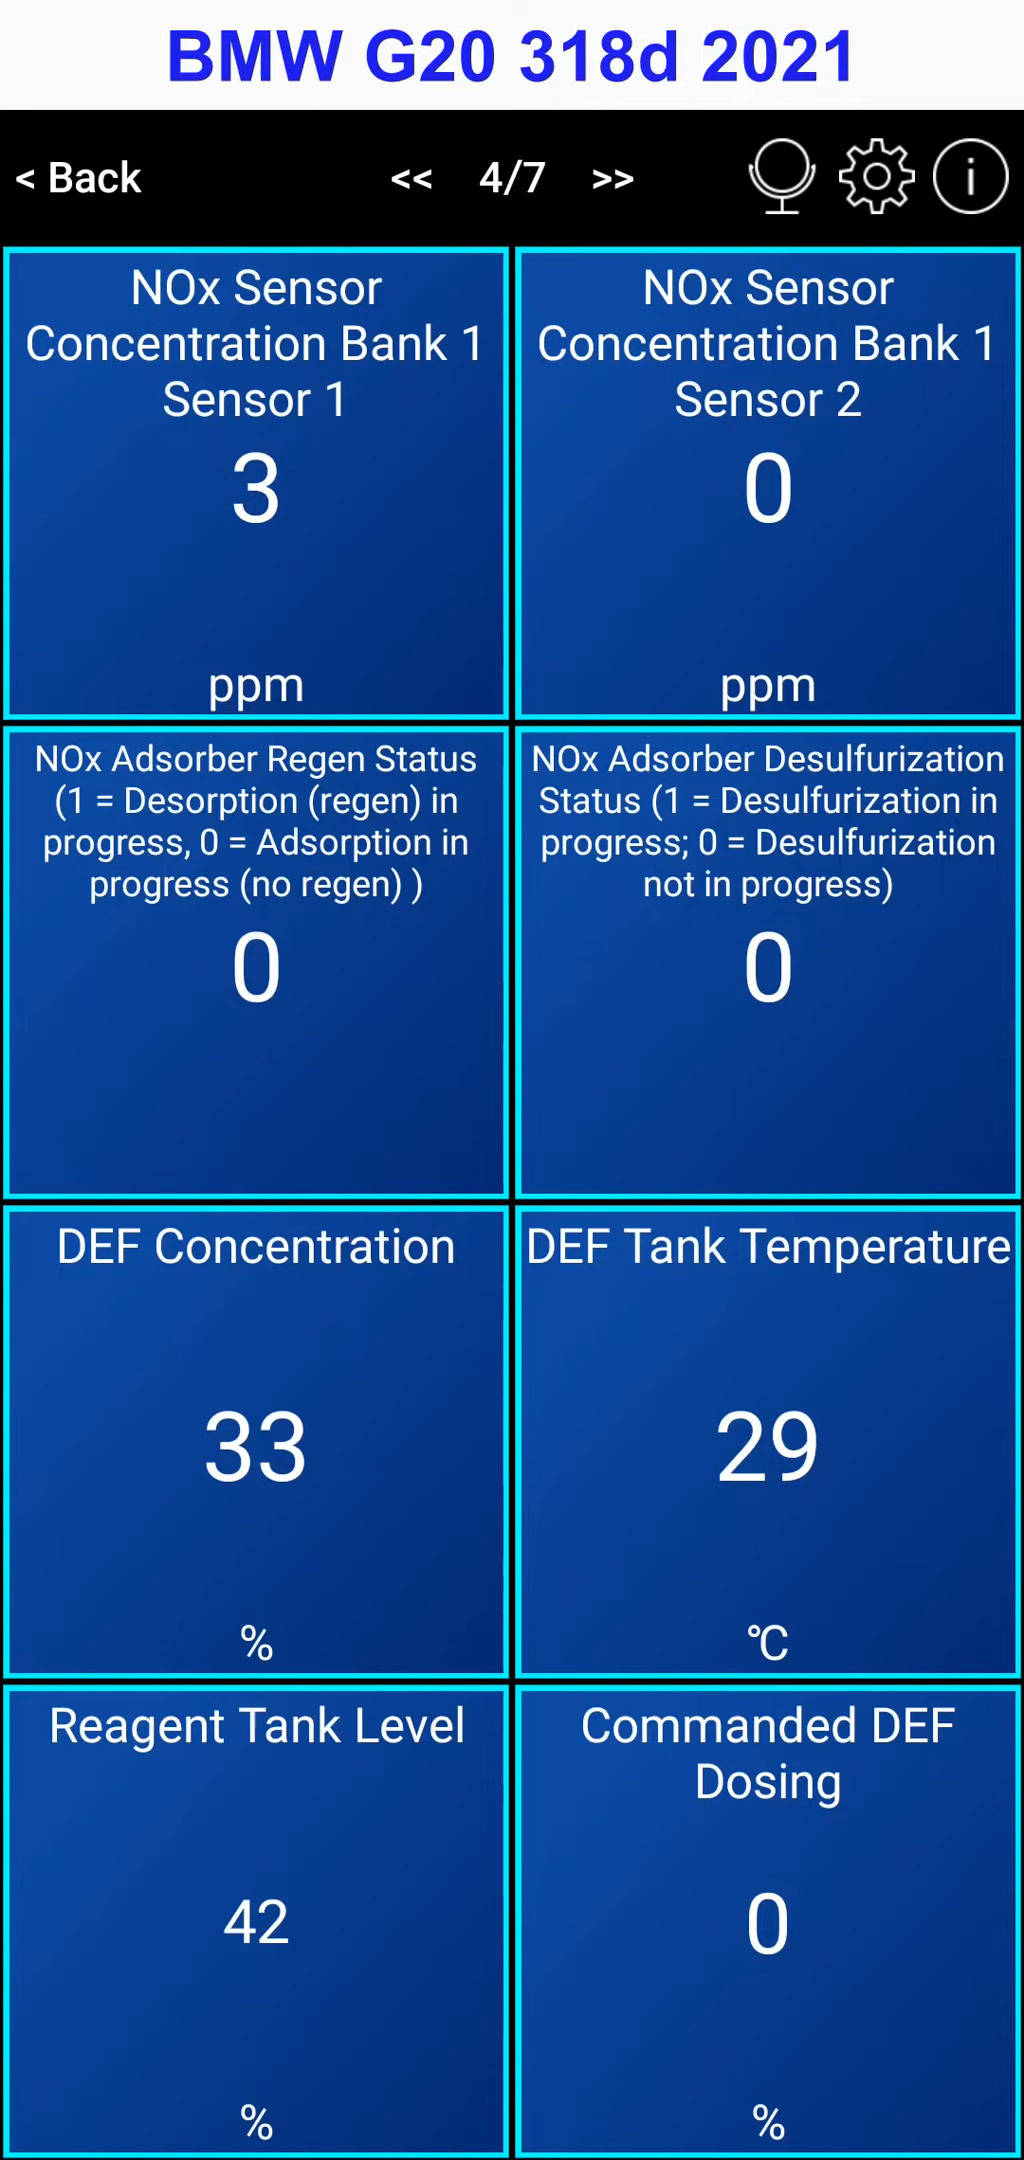 BMW G20 318d 2021
< Back << 4/7 >> i
NOx Sensor
Concentration Bank 1
Sensor 1
3
ppm
NOx Sensor
Concentration Bank 1
Sensor 2
0
ppm
NOx Adsorber Regen Status
(1 = Desorption (regen) in
progress, 0 = Adsorption in
progress (no regen) )
0
NOx Adsorber Desulfurization
Status (1 = Desulfurization in
progress; 0 = Desulfurization
not in progress)
0
DEF Concentration
33
%
DEF Tank Temperature
29
℃
Reagent Tank Level
42
%
Commanded DEF
Dosing
0
%